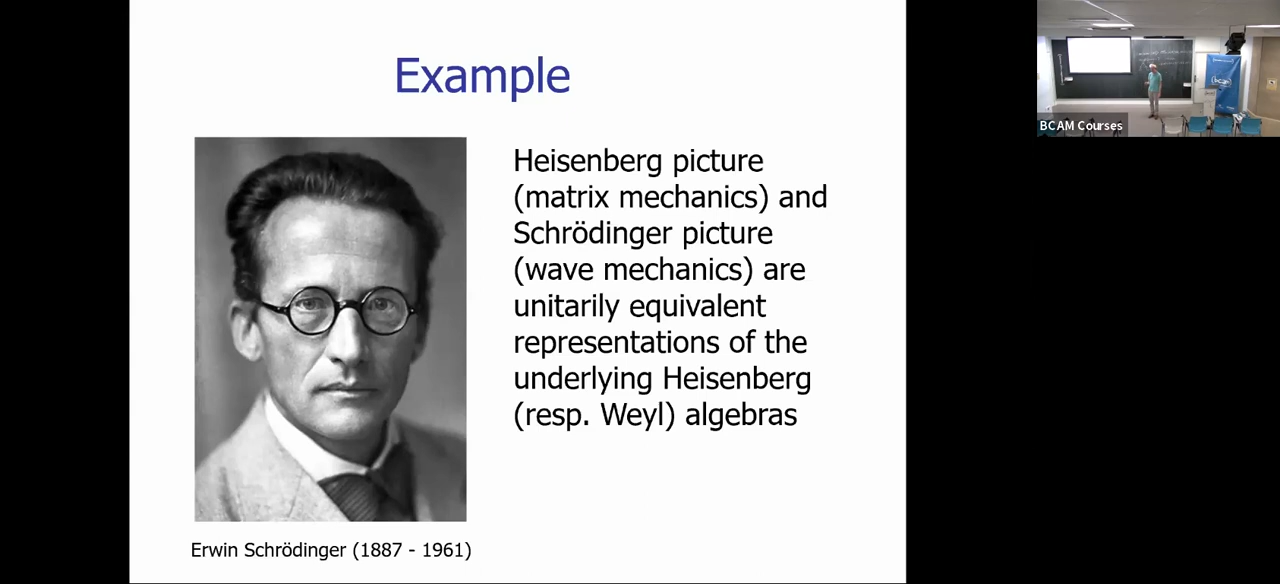 Example
Heisenberg picture
(matrix mechanics) and
Schrödinger picture
(wave mechanics) are
unitarily equivalent
representations of the
underlying Heisenberg
(resp. Weyl) algebras
Erwin Schrödinger (1887 - 1961)
BCAM Courses